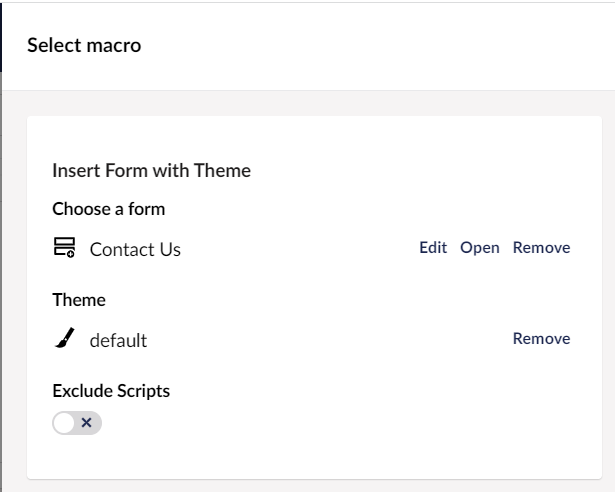 Select macro
Insert Form with Theme
Choose a form
Contact Us Edit Open Remove
Theme
default Remove
Exclude Scripts